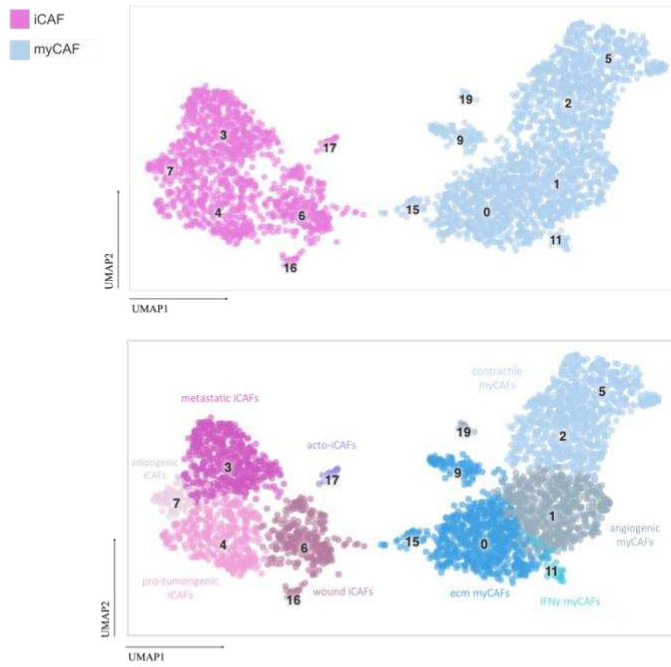 iCAF
myCAF
5
19
2
9
3
17
7
1
4
6
15
0
11
16
UMAP2
UMAP1
contractile
myCAFs
5
metastatic iCAFs
19
2
acto-iCAFs
adipogenic
iCAFs
3
9
17
7
1
angiogenic
myCAFs
4
6
15
0
11
pro-tumorigenic
iCAFs
wound iCAFs
16
ecm myCAFs
IFNγ myCAFs
UMAP2
UMAP1